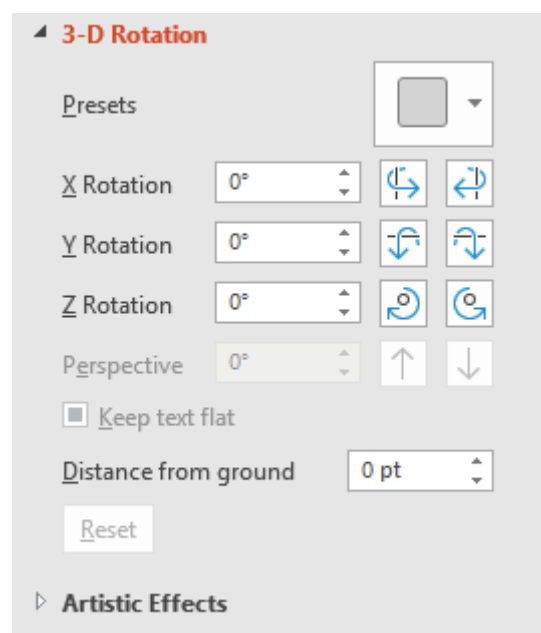 3-D Rotation
Presets
X Rotation 0°
Y Rotation 0°
Z Rotation 0°
Perspective 0°
Keep text flat
Distance from ground 0 pt
Reset
Artistic Effects